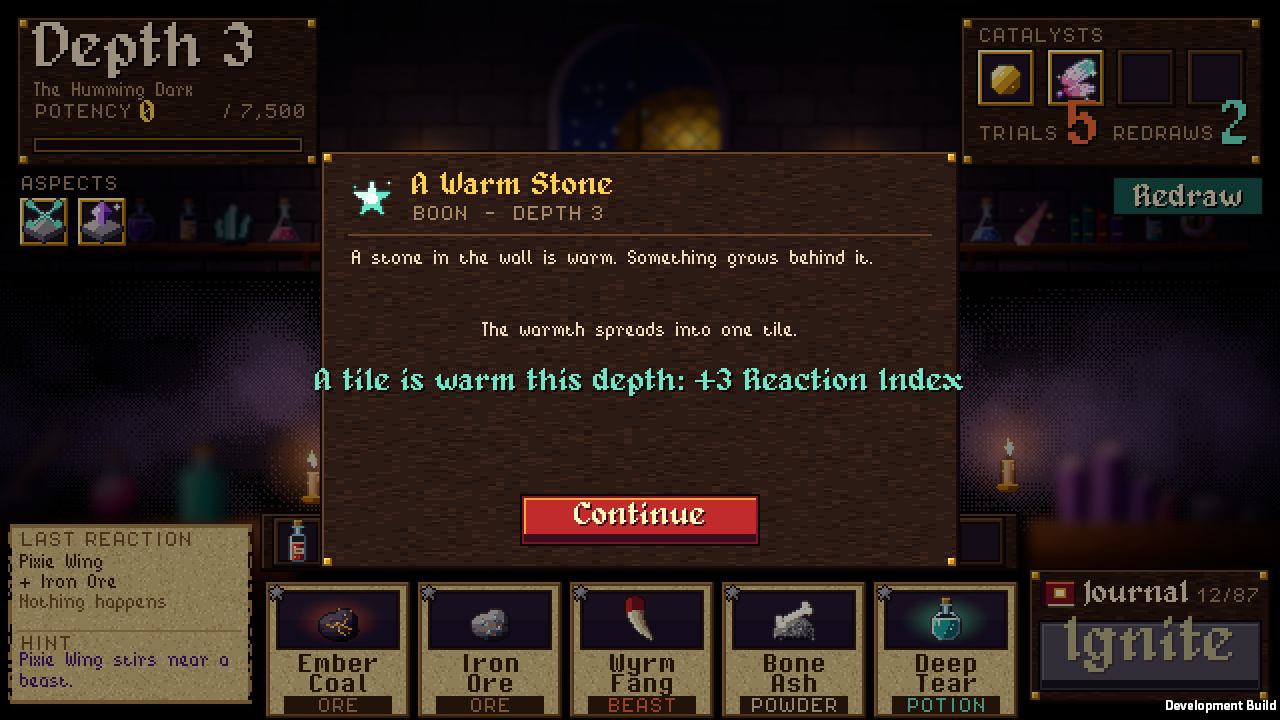 Depth 3
The Humming Dark
POTENCY 0 / 7,500
ASPECTS
CATALYSTS
TRIALS 5 REDRAWS 2
Redraw
A Warm Stone
BOON - DEPTH 3
A stone in the wall is warm. Something grows behind it.
The warmth spreads into one tile.
A tile is warm this depth: +3 Reaction Index
Continue
LAST REACTION
Pixie Wing
+ Iron Ore
Nothing happens
HINT
Pixie Wing stirs near a
beast.
Ember
Coal
ORE
Iron
Ore
ORE
Wyrm
Fang
BEAST
Bone
Ash
POWDER
Deep
Tear
POTION
Journal 12/87
Ignite
Development Build